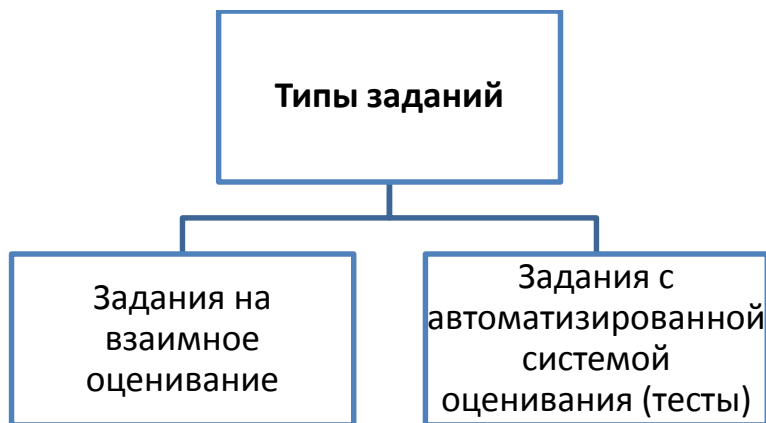 Типы заданий
Задания на
взаимное
оценивание
Задания с
автоматизированной
системой
оценивания (тесты)